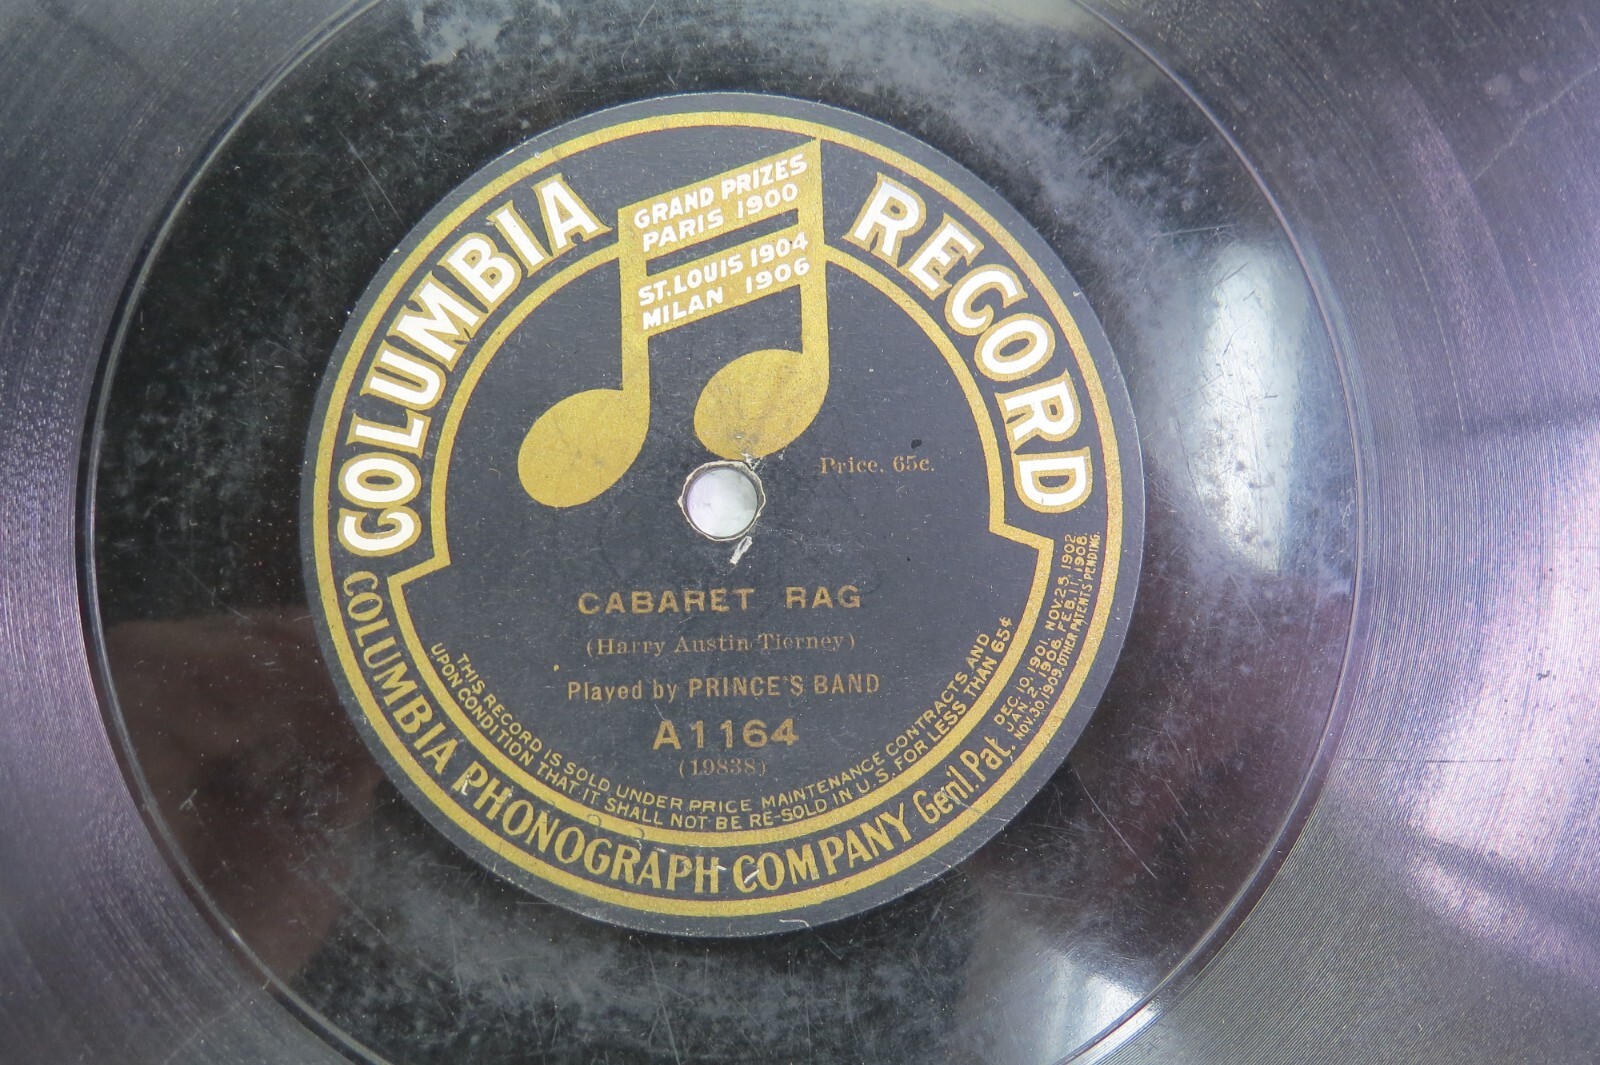 COLUMBIA RECORD
GRAND PRIZES
PARIS 1900
ST. LOUIS 1904
MILAN 1906
Price, 65c.
CABARET RAG
(Harry Austin Tierney)
Played by PRINCE'S BAND
A1164
(19838)
THIS RECORD IS SOLD UNDER PRICE MAINTENANCE CONTRACTS AND
UPON CONDITION THAT IT SHALL NOT BE RE-SOLD IN U.S. FOR LESS THAN 65¢
COLUMBIA PHONOGRAPH COMPANY Gen'l. Pat.
DEC. 10, 1901. NOV. 25, 1902.
JAN. 2, 1906. FEB. 11, 1908.
NOV. 30, 1909. OTHER PATENTS PENDING.